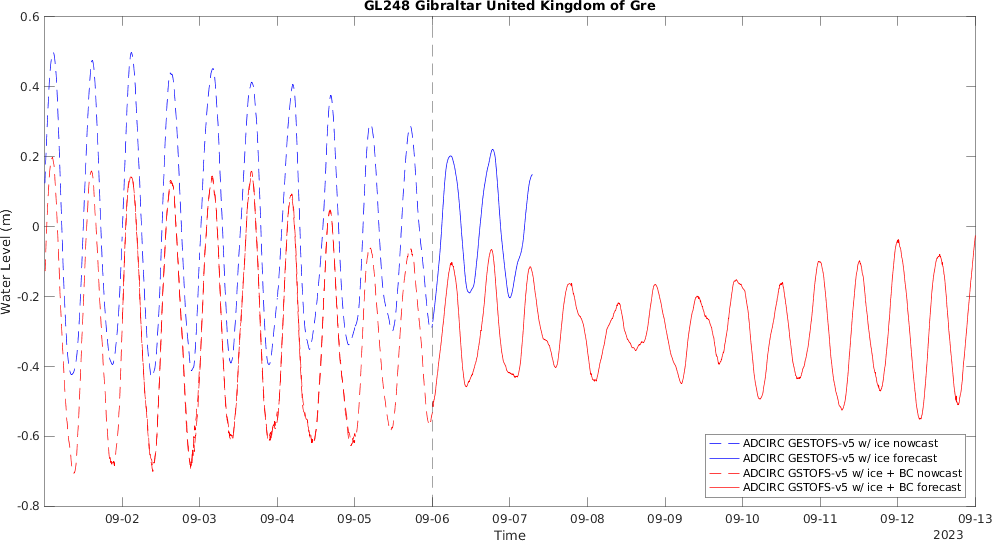 GL248 Gibraltar United Kingdom of Gre
0.6
0.4
0.2
0
-0.2
-0.4
-0.6
-0.8
Water Level (m)
ADCIRC GESTOFS-v5 w/ ice nowcast
ADCIRC GESTOFS-v5 w/ ice forecast
ADCIRC GSTOFS-v5 w/ ice + BC nowcast
ADCIRC GSTOFS-v5 w/ ice + BC forecast
09-02 09-03 09-04 09-05 09-06 09-07 09-08 09-09 09-10 09-11 09-12 09-13
Time
2023